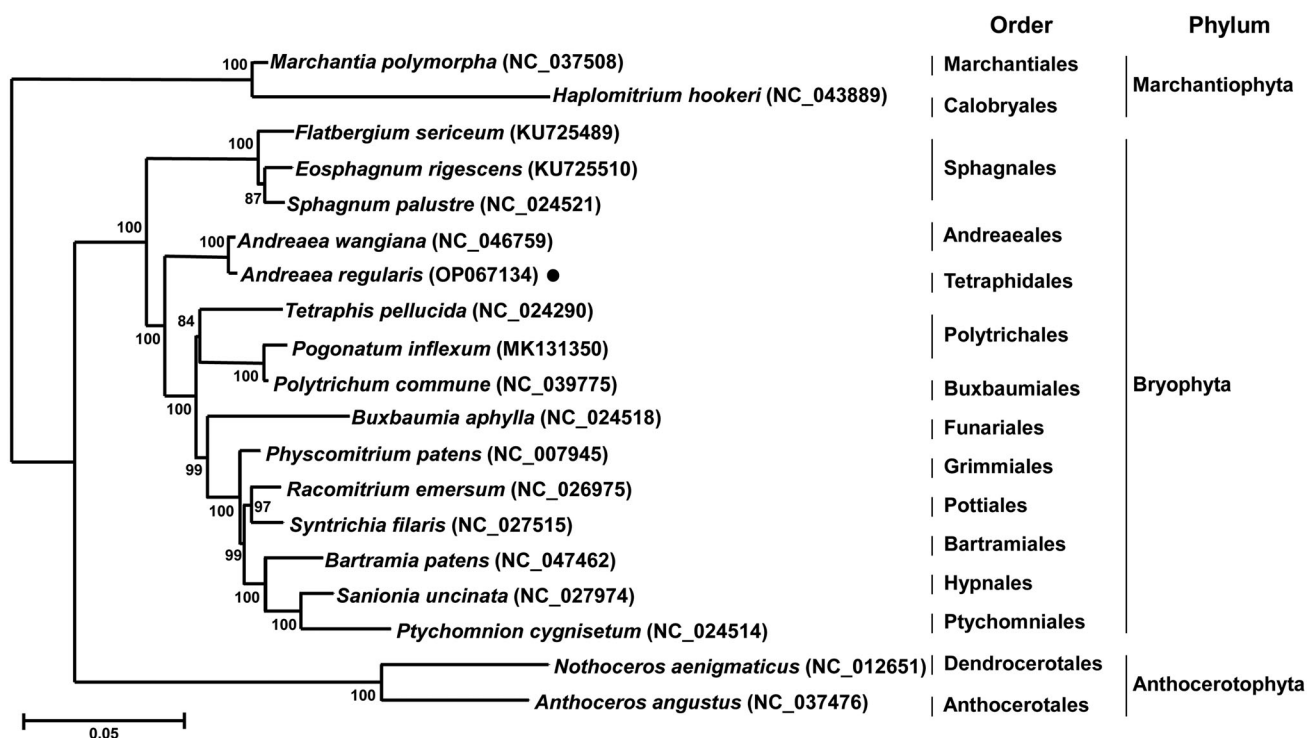 Order Phylum
100 Marchantia polymorpha (NC_037508) Marchantiales
Marchantiophyta
Haplomitrium hookeri (NC_043889) Calobryales
Flatbergium sericeum (KU725489)
100
Eosphagnum rigescens (KU725510) Sphagnales
87 Sphagnum palustre (NC_024521)
100
100 Andreaea wangiana (NC_046759) Andreaeales
Andreaea regularis (OP067134) Tetraphidales
Tetraphis pellucida (NC_024290)
84
100
Polytrichales
Pogonatum inflexum (MK131350)
100
Polytrichum commune (NC_039775) Buxbaumiales Bryophyta
100
Buxbaumia aphylla (NC_024518) Funariales
Physcomitrium patens (NC_007945) Grimmiales
99
Racomitrium emersum (NC_026975) Pottiales
97
100
Syntrichia filaris (NC_027515)
Bartramiales
99
Bartramia patens (NC_047462) Hypnales
100 Sanionia uncinata (NC_027974)
100 Ptychomnion cygnisetum (NC_024514) Ptychomniales
Nothoceros aenigmaticus (NC_012651) Dendrocerotales
Anthocerotophyta
100 Anthoceros angustus (NC_037476) Anthocerotales
0.05